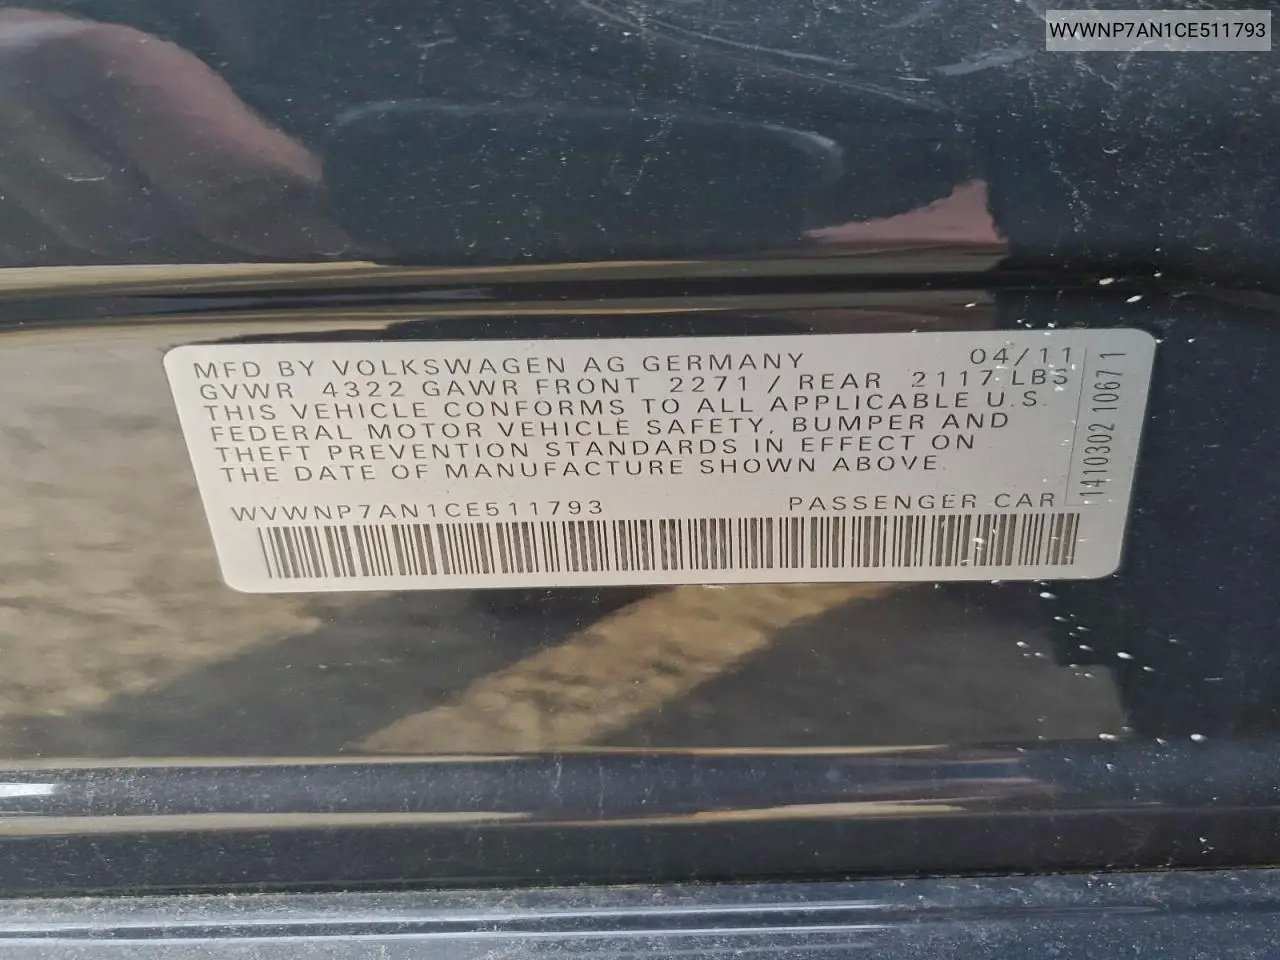 WVWNP7AN1CE511793
MFD BY VOLKSWAGEN AG GERMANY 04/11
GVWR 4322 GAWR FRONT 2271 / REAR 2117 LBS
THIS VEHICLE CONFORMS TO ALL APPLICABLE U.S.
FEDERAL MOTOR VEHICLE SAFETY, BUMPER AND
THEFT PREVENTION STANDARDS IN EFFECT ON
THE DATE OF MANUFACTURE SHOWN ABOVE.
WVWNP7AN1CE511793 PASSENGER CAR
1410302 10671